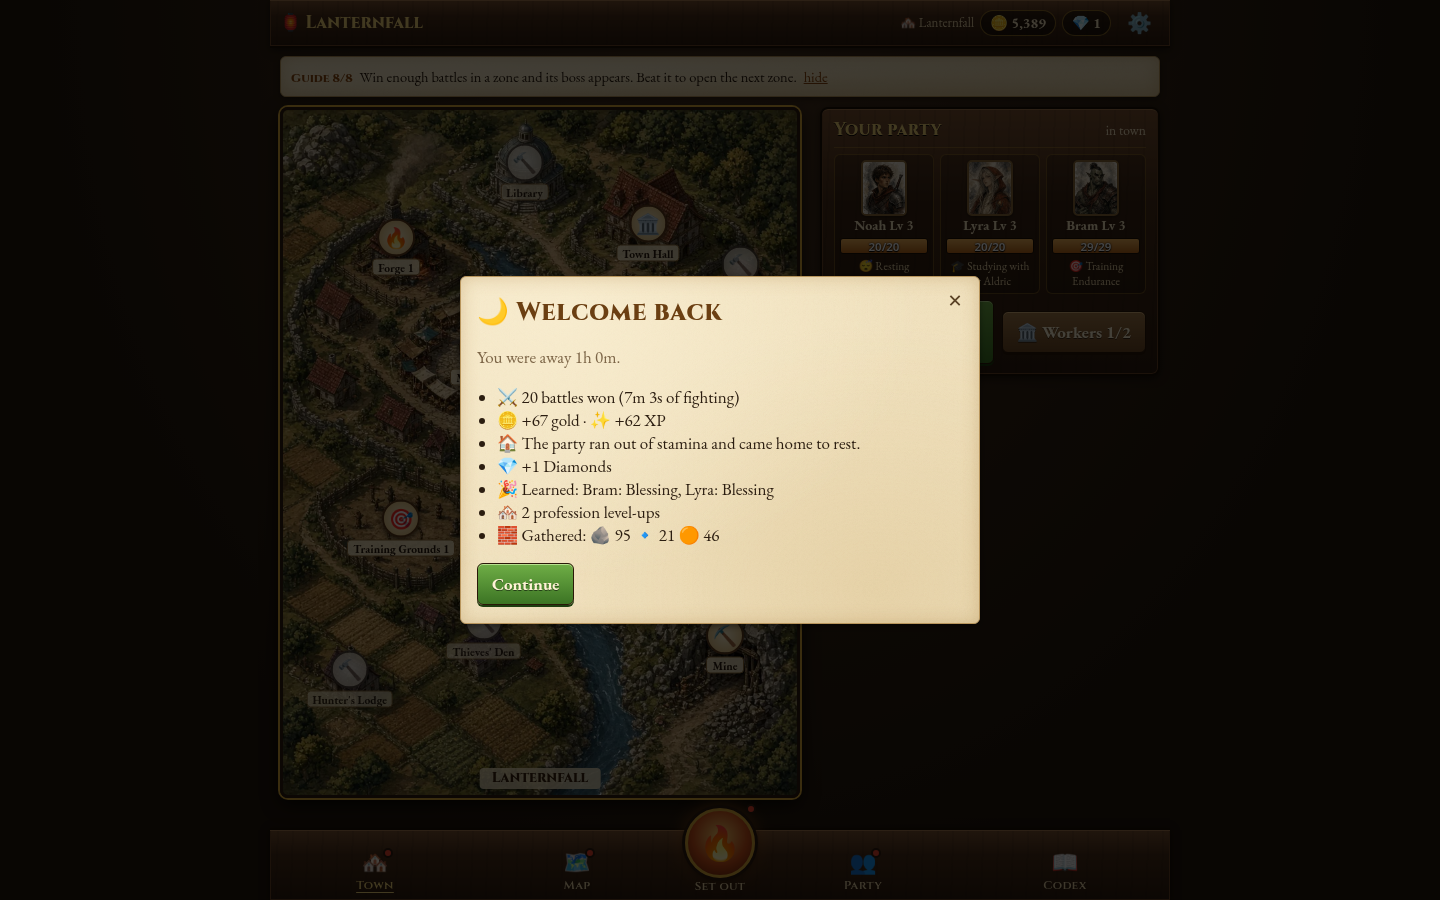 Lanternfall
Lanternfall
5,389
1
Guide 8/8 Win enough battles in a zone and its boss appears. Beat it to open the next zone. hide
Library
Town Hall
Forge 1
Your party
in town
Noah Lv 3
Lyra Lv 3
Bram Lv 3
20/20
20/20
29/29
Resting
Studying with
Aldric
Training
Endurance
Workers 1/2
Welcome back
×
You were away 1h 0m.
20 battles won (7m 3s of fighting)
+67 gold · +62 XP
The party ran out of stamina and came home to rest.
+1 Diamonds
Learned: Bram: Blessing, Lyra: Blessing
2 profession level-ups
Gathered: 95 21 46
Continue
Training Grounds 1
Thieves' Den
Mine
Hunter's Lodge
Lanternfall
Town
Map
Set out
Party
Codex